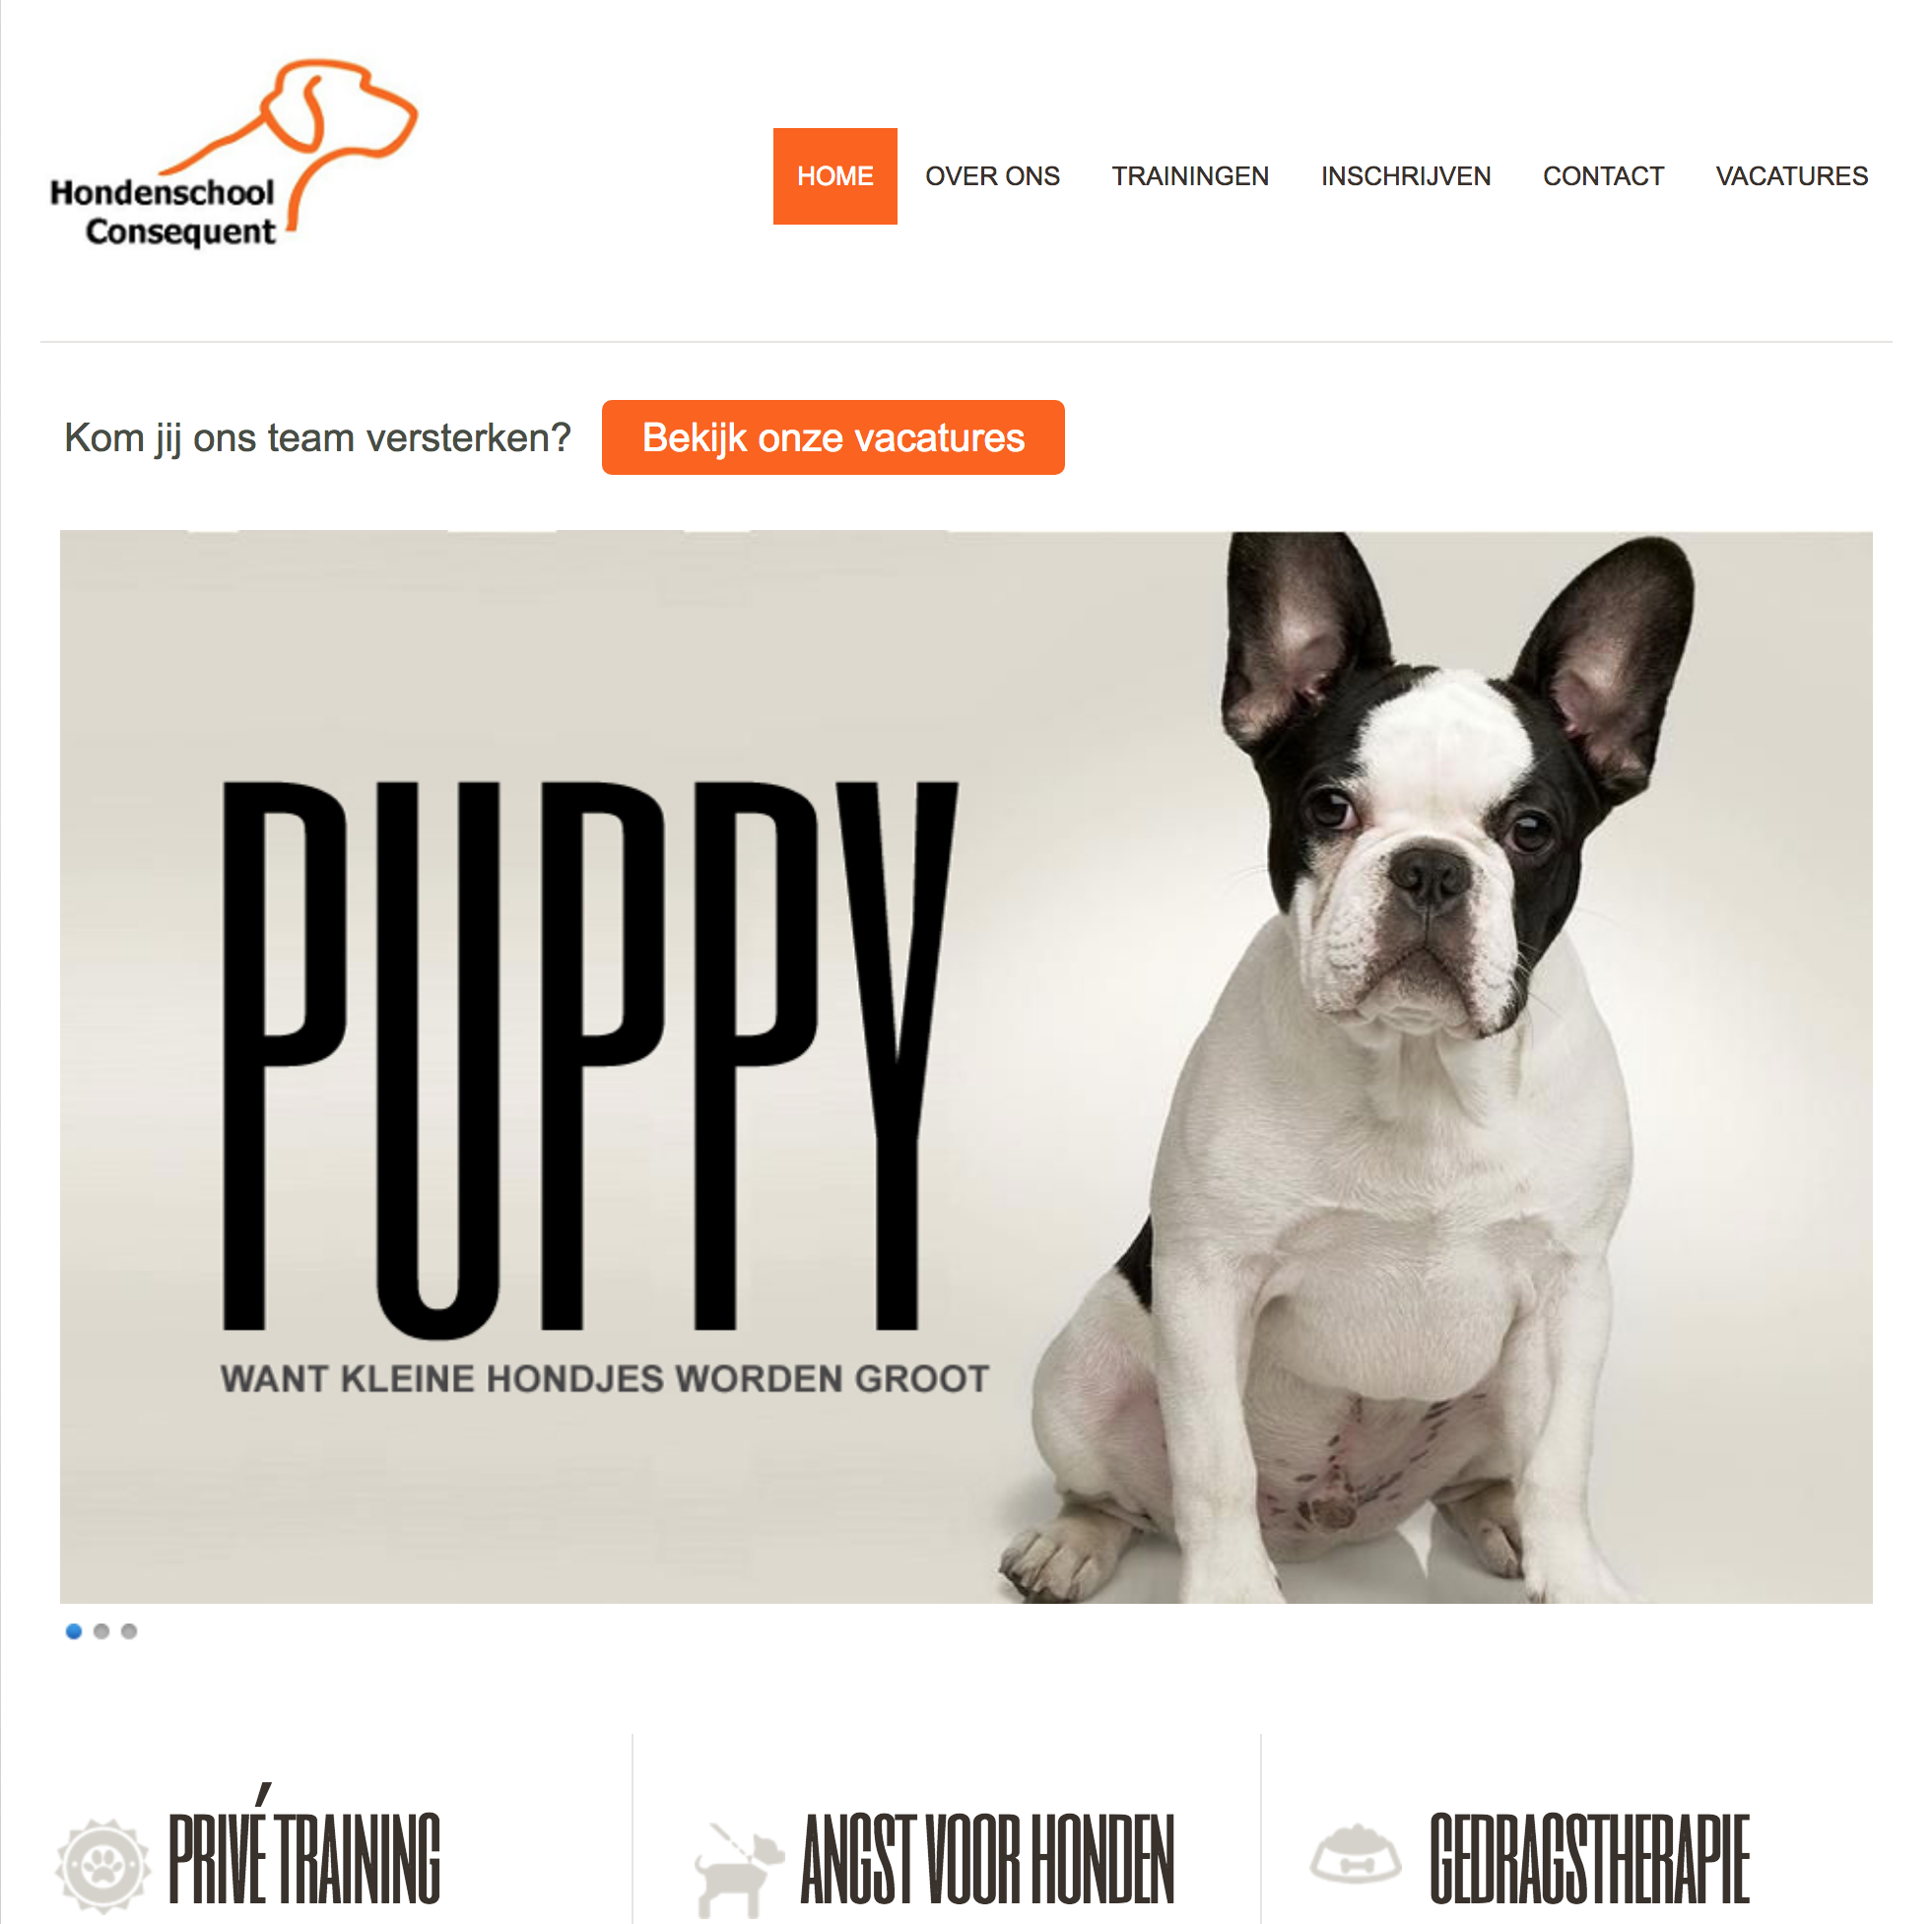 Hondenschool
Consequent
HOME OVER ONS TRAININGEN INSCHRIJVEN CONTACT VACATURES
Kom jij ons team versterken? Bekijk onze vacatures
PUPPY
WANT KLEINE HONDJES WORDEN GROOT
PRIVÉ TRAINING
ANGST VOOR HONDEN
GEDRAGSTHERAPIE